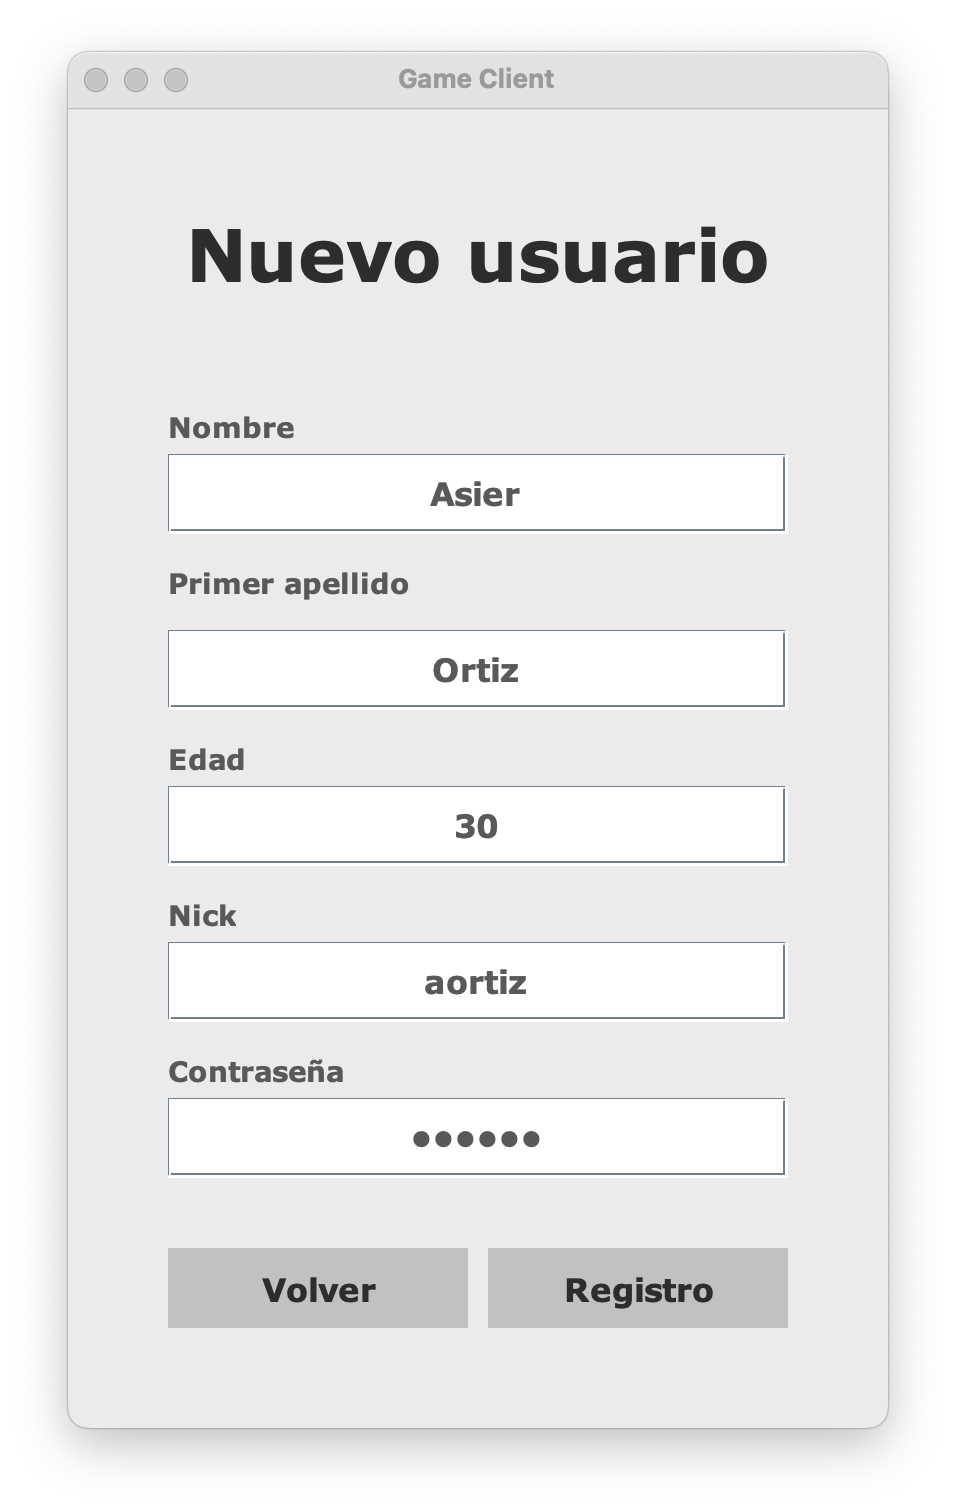 Game Client
Nuevo usuario
Nombre
Asier
Primer apellido
Ortiz
Edad
30
Nick
aortiz
Contraseña
●●●●●●
Volver Registro